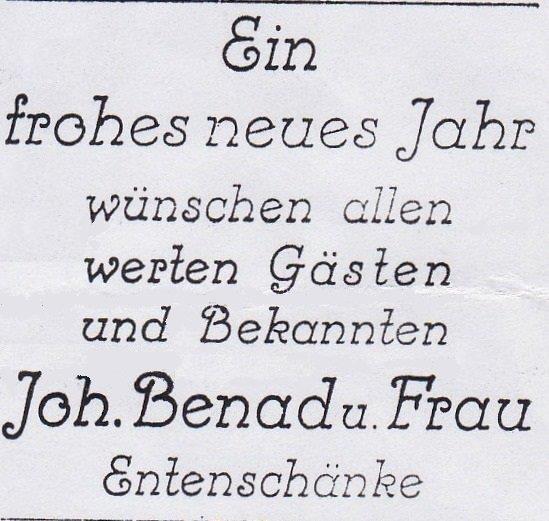 Ein
frohes neues Jahr
wünschen allen
werten Gästen
und Bekannten
Joh. Benad u. Frau
Entenschänke